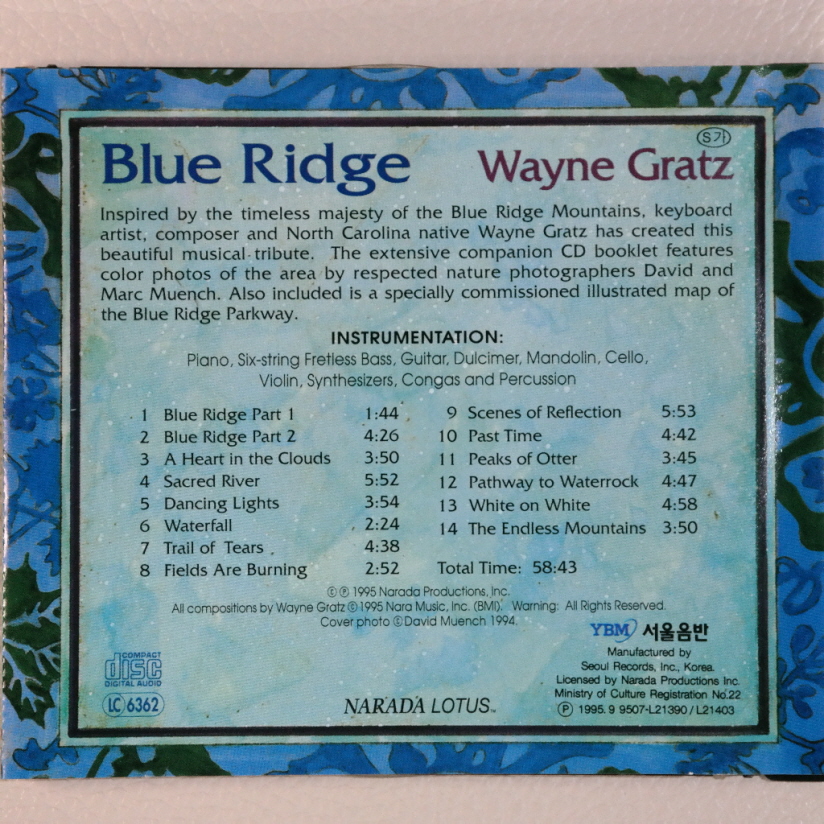 S가
Blue Ridge Wayne Gratz
Inspired by the timeless majesty of the Blue Ridge Mountains, keyboard
artist, composer and North Carolina native Wayne Gratz has created this
beautiful musical tribute. The extensive companion CD booklet features
color photos of the area by respected nature photographers David and
Marc Muench. Also included is a specially commissioned illustrated map of
the Blue Ridge Parkway.
INSTRUMENTATION:
Piano, Six-string Fretless Bass, Guitar, Dulcimer, Mandolin, Cello,
Violin, Synthesizers, Congas and Percussion
1 Blue Ridge Part 1 1:44
2 Blue Ridge Part 2 4:26
3 A Heart in the Clouds 3:50
4 Sacred River 5:52
5 Dancing Lights 3:54
6 Waterfall 2:24
7 Trail of Tears 4:38
8 Fields Are Burning 2:52
9 Scenes of Reflection 5:53
10 Past Time 4:42
11 Peaks of Otter 3:45
12 Pathway to Waterrock 4:47
13 White on White 4:58
14 The Endless Mountains 3:50
Total Time: 58:43
© ℗ 1995 Narada Productions, Inc.
All compositions by Wayne Gratz © 1995 Nara Music, Inc. (BMI). Warning: All Rights Reserved.
Cover photo © David Muench 1994.
YBM 서울음반
Manufactured by
Seoul Records, Inc., Korea.
Licensed by Narada Productions Inc.
Ministry of Culture Registration No.22
℗ 1995. 9 9507-L21390 / L21403
COMPACT
disc
DIGITAL AUDIO
LC 6362
NARADA LOTUS™